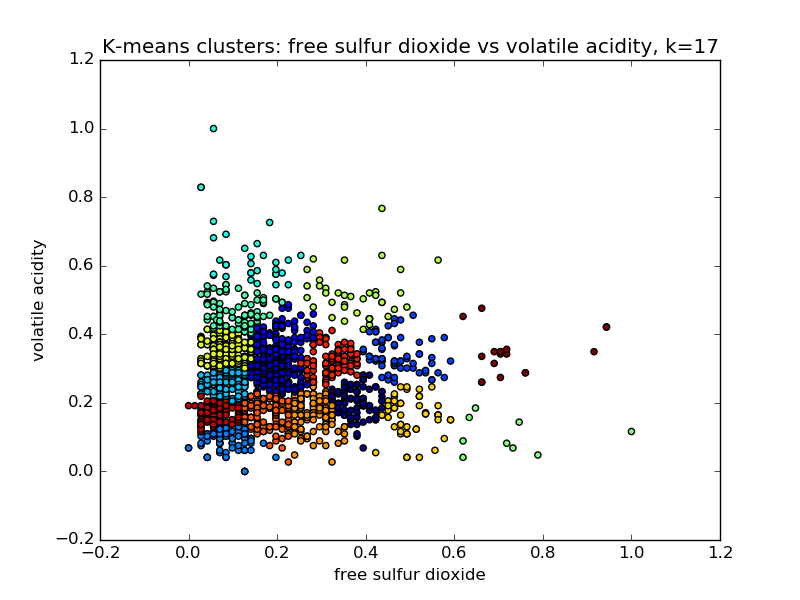 K-means clusters: free sulfur dioxide vs volatile acidity, k=17
1.2
1.0
0.8
0.6
0.4
0.2
0.0
−0.2
volatile acidity
−0.2 0.0 0.2 0.4 0.6 0.8 1.0 1.2
free sulfur dioxide